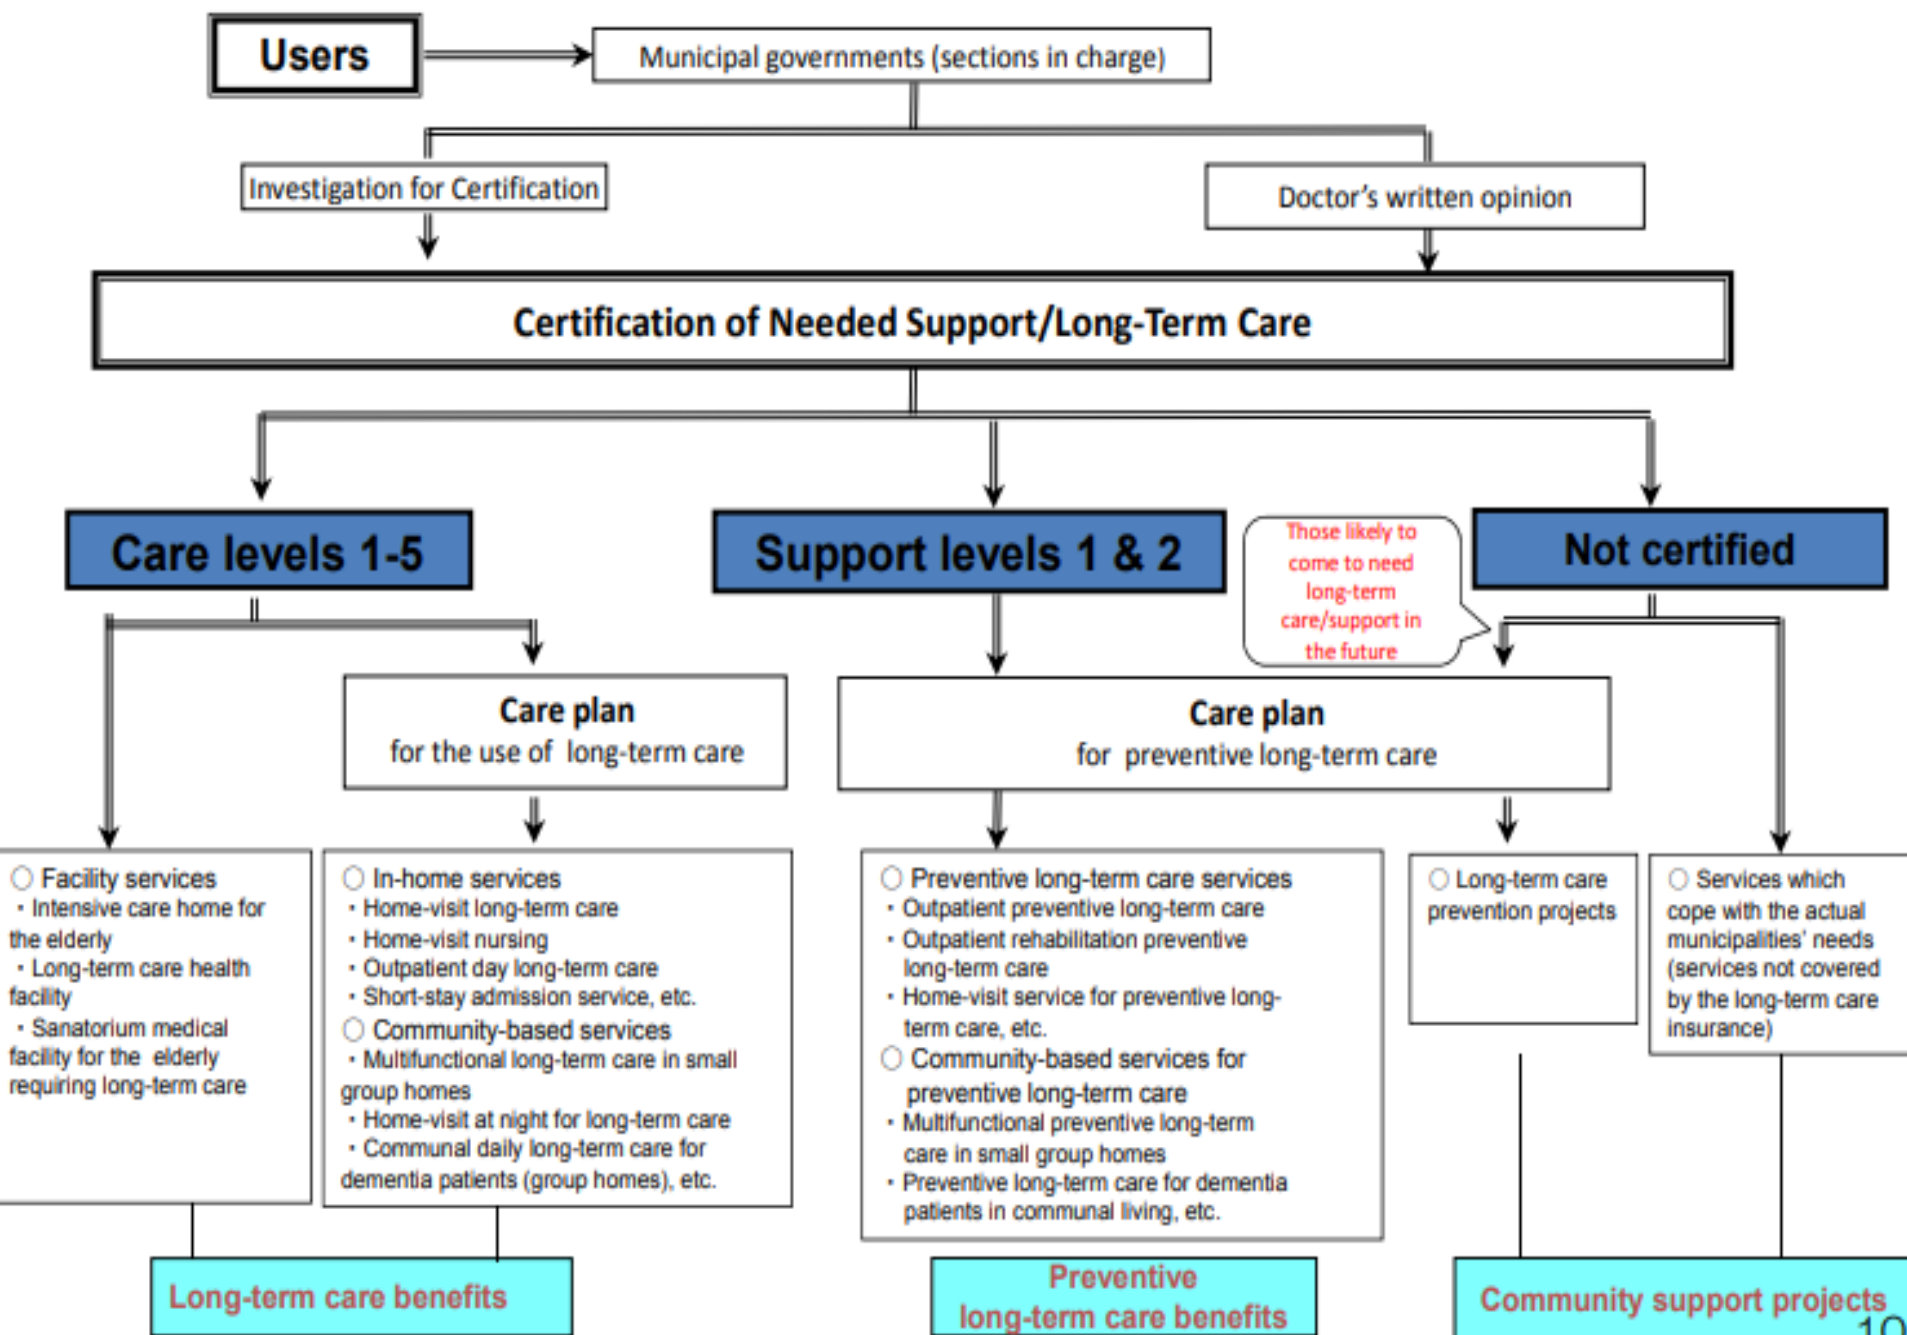 Users
Municipal governments (sections in charge)
Investigation for Certification
Doctor's written opinion
Certification of Needed Support/Long-Term Care
Care levels 1-5
Support levels 1 & 2
Those likely to
come to need
long-term
care/support in
the future
Not certified
Care plan
for the use of long-term care
Care plan
for preventive long-term care
○ Facility services
・Intensive care home for
the elderly
・Long-term care health
facility
・Sanatorium medical
facility for the elderly
requiring long-term care
○ In-home services
・Home-visit long-term care
・Home-visit nursing
・Outpatient day long-term care
・Short-stay admission service, etc.
○ Community-based services
・Multifunctional long-term care in small
group homes
・Home-visit at night for long-term care
・Communal daily long-term care for
dementia patients (group homes), etc.
○ Preventive long-term care services
・Outpatient preventive long-term care
・Outpatient rehabilitation preventive
long-term care
・Home-visit service for preventive long-
term care, etc.
○ Community-based services for
preventive long-term care
・Multifunctional preventive long-term
care in small group homes
・Preventive long-term care for dementia
patients in communal living, etc.
○ Long-term care
prevention projects
○ Services which
cope with the actual
municipalities' needs
(services not covered
by the long-term care
insurance)
Long-term care benefits
Preventive
long-term care benefits
Community support projects
10